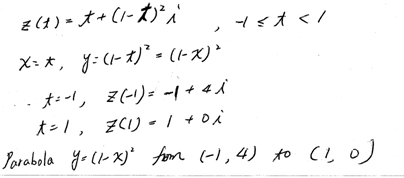 z(t) = t + (1-t)² i , -1 ≤ t < 1
x = t, y = (1-t)² = (1-x)²
.. t=-1, z(-1) = -1 + 4i
t=1, z(1) = 1 + 0i
Parabola y=(1-x)² from (-1, 4) to (1, 0)